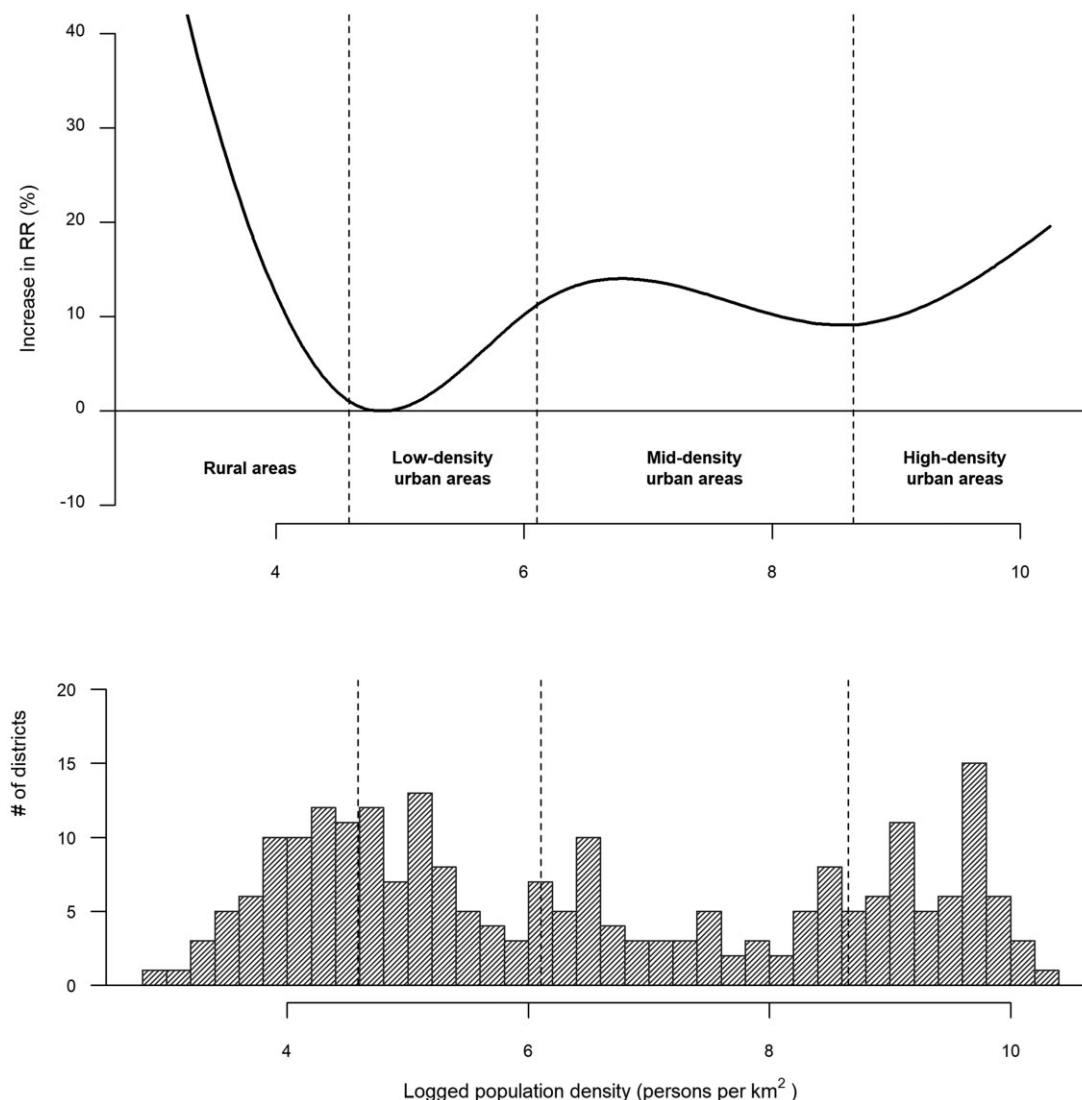 40
30
20
10
0
-10
Increase in RR (%)
Rural areas
Low-density
urban areas
Mid-density
urban areas
High-density
urban areas
4 6 8 10
20
15
10
5
0
# of districts
4 6 8 10
Logged population density (persons per km²)